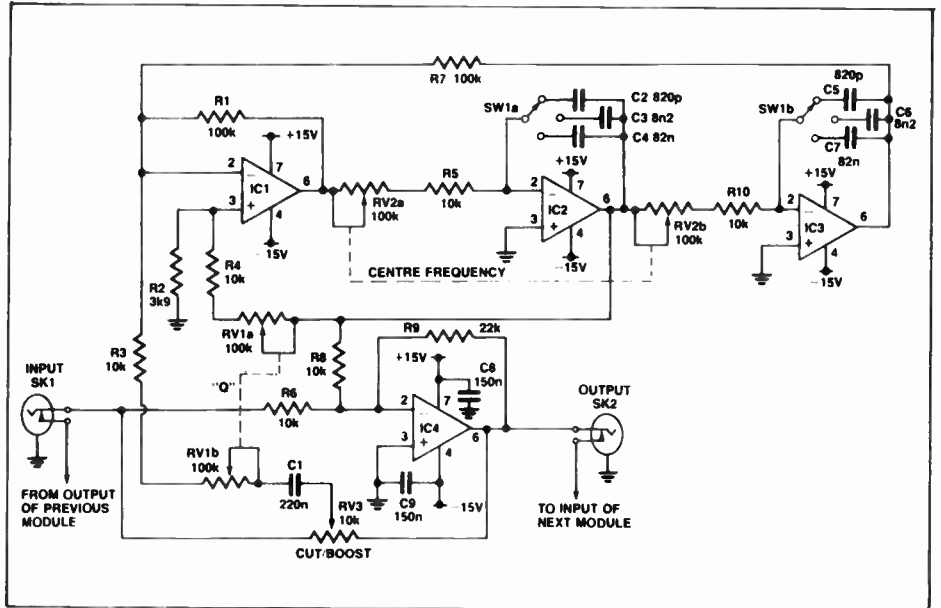 R7 100k
R1
100k
+15V
2
7
IC1
6
3
4
-15V
R4
10k
R2
3k9
RV2a
100k
R5
10k
SW1a
C2 820p
C3 8n2
C4 82n
+15V
2
7
IC2
6
3
4
-15V
RV2b
100k
R10
10k
SW1b
820p
C5
C6
8n2
C7
82n
+15V
2
7
IC3
6
3
4
-15V
CENTRE FREQUENCY
RV1a
100k
R3
10k
"Q"
R8
10k
R9
22k
+15V
C8
150n
2
7
IC4
6
3
4
C9
150n
-15V
INPUT
SK1
R6
10k
RV1b
100k
C1
220n
RV3
10k
CUT/BOOST
FROM OUTPUT
OF PREVIOUS
MODULE
OUTPUT
SK2
TO INPUT OF
NEXT MODULE